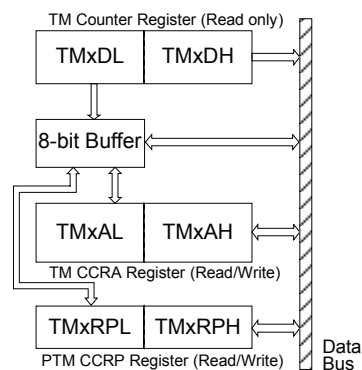 TM Counter Register (Read only)
TMxDL TMxDH
8-bit Buffer
TMxAL TMxAH
TM CCRA Register (Read/Write)
TMxRPL TMxRPH
PTM CCRP Register (Read/Write)
Data
Bus